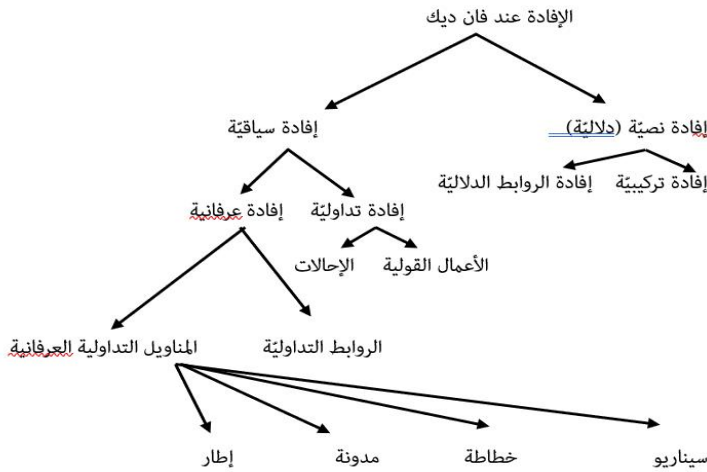 الإفادة عند فان ديك
إفادة نصيّة (دلاليّة)
إفادة سياقيّة
إفادة تركيبيّة
إفادة الروابط الدلاليّة
إفادة تداوليّة
إفادة عرفانية
الأعمال القولية
الإحالات
الروابط التداوليّة
المناويل التداولية العرفانية
سيناريو
خطاطة
مدونة
إطار